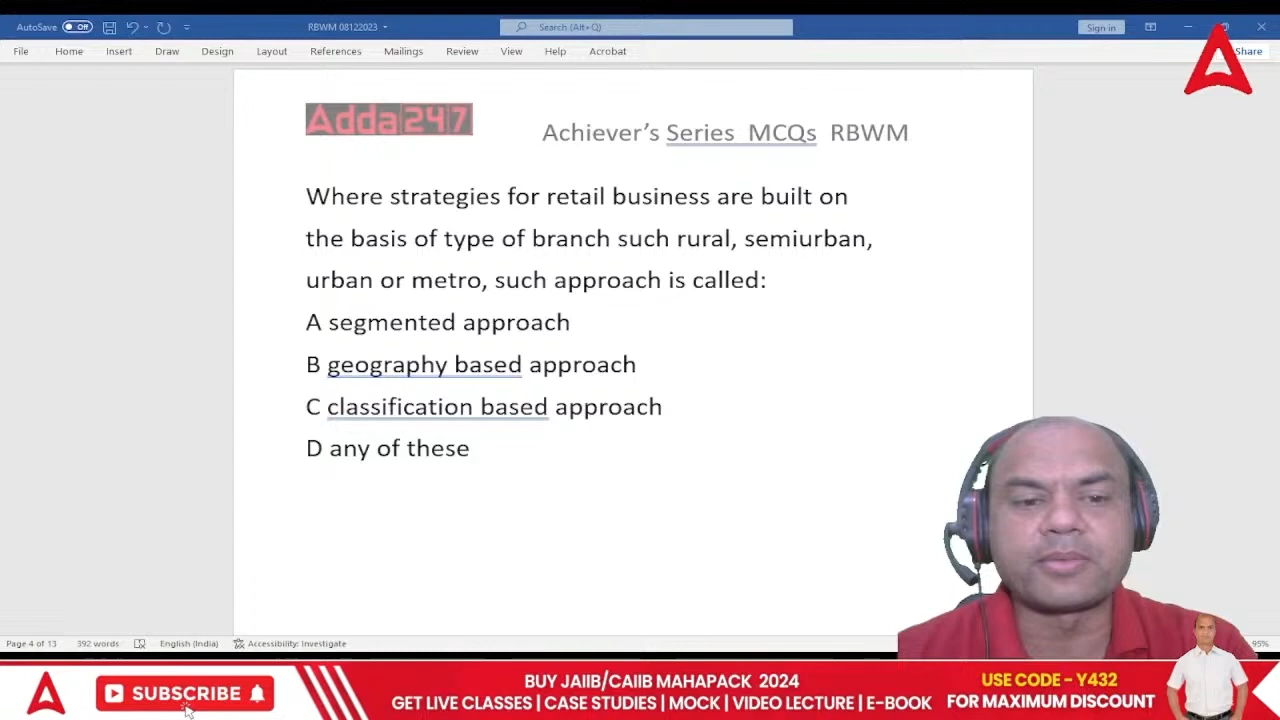 AutoSave Off RBWM 08122023 Search (Alt+Q) Sign in
File Home Insert Draw Design Layout References Mailings Review View Help Acrobat Share
Adda247
Achiever's Series MCQs RBWM
Where strategies for retail business are built on
the basis of type of branch such rural, semiurban,
urban or metro, such approach is called:
A segmented approach
B geography based approach
C classification based approach
D any of these
Page 4 of 13 392 words English (India) Accessibility: Investigate 95%
SUBSCRIBE
BUY JAIIB/CAIIB MAHAPACK 2024
GET LIVE CLASSES | CASE STUDIES | MOCK | VIDEO LECTURE | E-BOOK
USE CODE - Y432
FOR MAXIMUM DISCOUNT